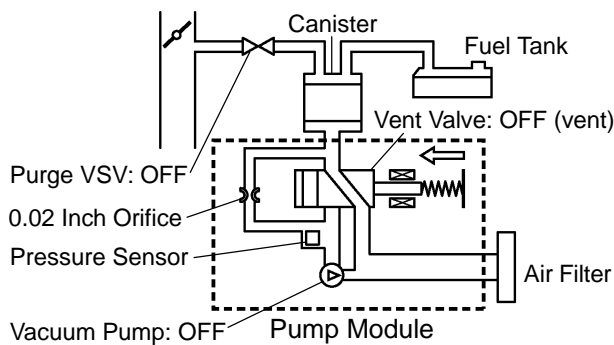 Canister
Fuel Tank
Vent Valve: OFF (vent)
Purge VSV: OFF
0.02 Inch Orifice
Pressure Sensor
Air Filter
Vacuum Pump: OFF
Pump Module